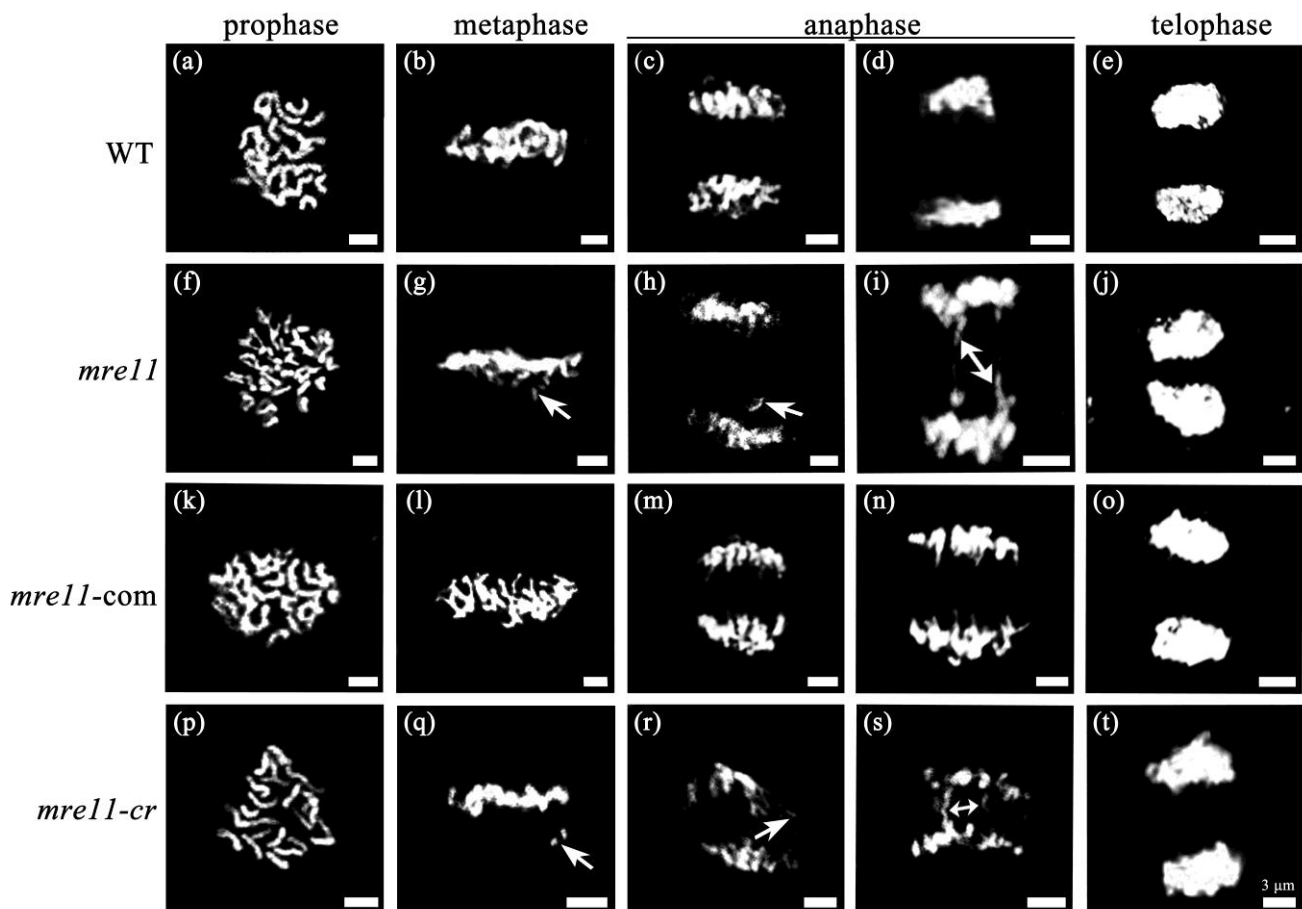 prophase metaphase anaphase telophase
WT (a) (b) (c) (d) (e)
mre11 (f) (g) (h) (i) (j)
mre11-com (k) (l) (m) (n) (o)
mre11-cr (p) (q) (r) (s) (t)
3 μm